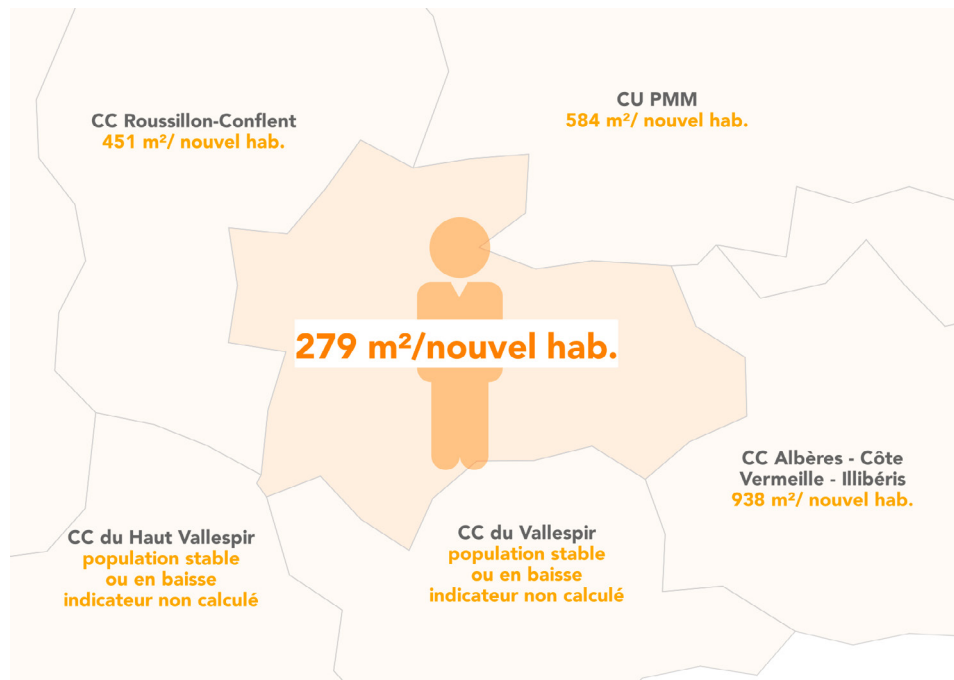 CU PMM
584 m²/ nouvel hab.
CC Roussillon-Conflent
451 m²/ nouvel hab.
279 m²/nouvel hab.
CC Albères - Côte
Vermeille - Illibéris
938 m²/ nouvel hab.
CC du Haut Vallespir
population stable
ou en baisse
indicateur non calculé
CC du Vallespir
population stable
ou en baisse
indicateur non calculé